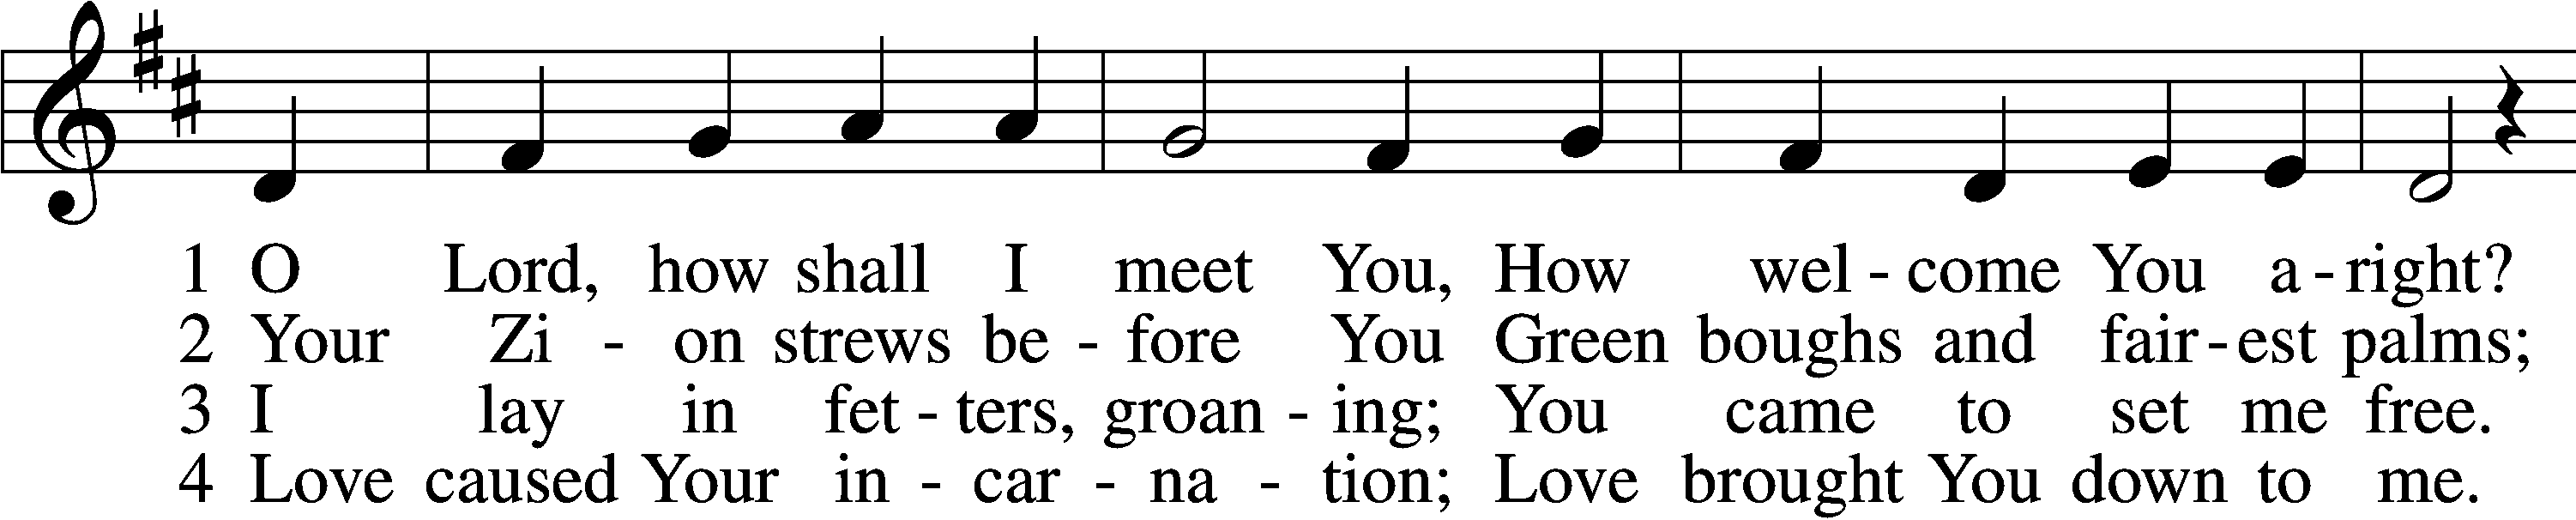 1 O Lord, how shall I meet You, How wel - come You a - right?
2 Your Zi - on strews be - fore You Green boughs and fair - est palms;
3 I lay in fet - ters, groan - ing; You came to set me free.
4 Love caused Your in - car - na - tion; Love brought You down to me.